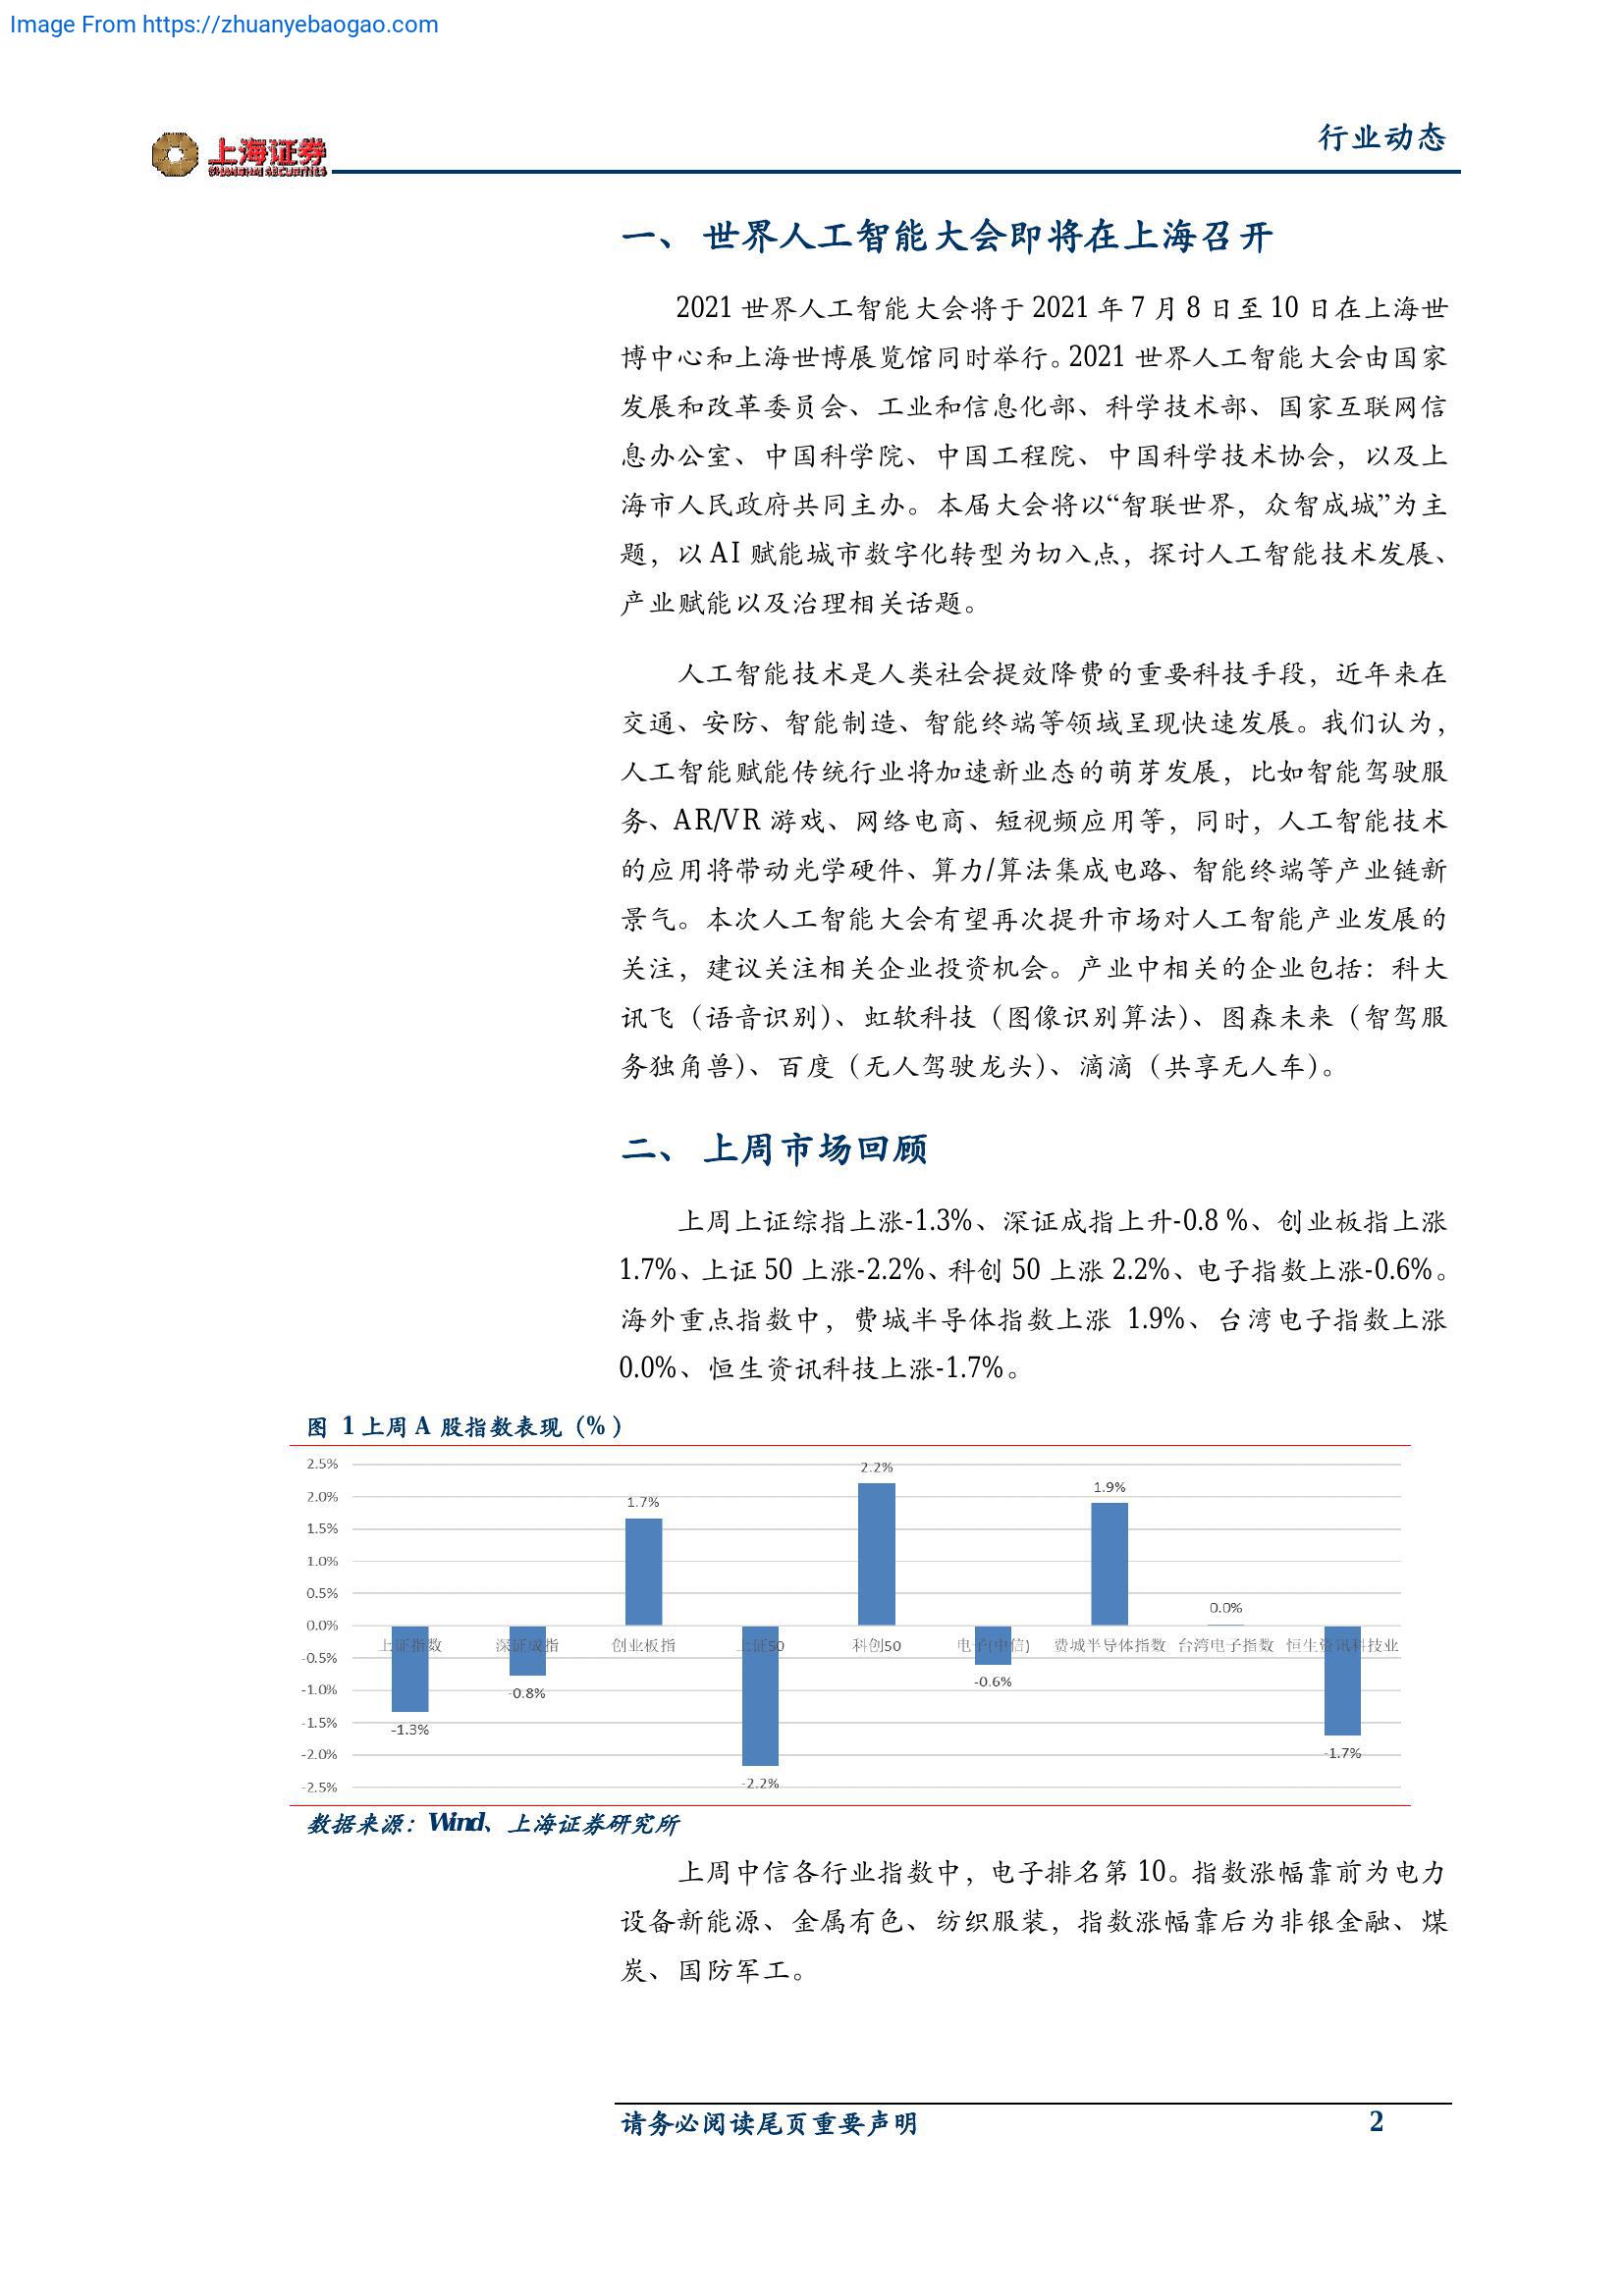 Image From https://zhuanyebaogao.com
上海证券
SHANGHAI SECURITIES
行业动态
一、 世界人工智能大会即将在上海召开
2021 世界人工智能大会将于 2021 年 7 月 8 日至 10 日在上海世
博中心和上海世博展览馆同时举行。2021 世界人工智能大会由国家
发展和改革委员会、工业和信息化部、科学技术部、国家互联网信
息办公室、中国科学院、中国工程院、中国科学技术协会，以及上
海市人民政府共同主办。本届大会将以“智联世界，众智成城”为主
题，以 AI 赋能城市数字化转型为切入点，探讨人工智能技术发展、
产业赋能以及治理相关话题。
人工智能技术是人类社会提效降费的重要科技手段，近年来在
交通、安防、智能制造、智能终端等领域呈现快速发展。我们认为，
人工智能赋能传统行业将加速新业态的萌芽发展，比如智能驾驶服
务、AR/VR 游戏、网络电商、短视频应用等，同时，人工智能技术
的应用将带动光学硬件、算力/算法集成电路、智能终端等产业链新
景气。本次人工智能大会有望再次提升市场对人工智能产业发展的
关注，建议关注相关企业投资机会。产业中相关的企业包括：科大
讯飞（语音识别）、虹软科技（图像识别算法）、图森未来（智驾服
务独角兽）、百度（无人驾驶龙头）、滴滴（共享无人车）。
二、 上周市场回顾
上周上证综指上涨-1.3%、深证成指上升-0.8 %、创业板指上涨
1.7%、上证 50 上涨-2.2%、科创 50 上涨 2.2%、电子指数上涨-0.6%。
海外重点指数中，费城半导体指数上涨 1.9%、台湾电子指数上涨
0.0%、恒生资讯科技上涨-1.7%。
图 1 上周 A 股指数表现（%）
2.5%
2.0%
1.5%
1.0%
0.5%
0.0%
-0.5%
-1.0%
-1.5%
-2.0%
-2.5%
2.2%
1.9%
1.7%
0.0%
上证指数 深证成指 创业板指 上证50 科创50 电子(中信) 费城半导体指数 台湾电子指数 恒生资讯科技业
-0.6%
-0.8%
-1.3%
-1.7%
-2.2%
数据来源：Wind、上海证券研究所
上周中信各行业指数中，电子排名第 10。指数涨幅靠前为电力
设备新能源、金属有色、纺织服装，指数涨幅靠后为非银金融、煤
炭、国防军工。
请务必阅读尾页重要声明 2